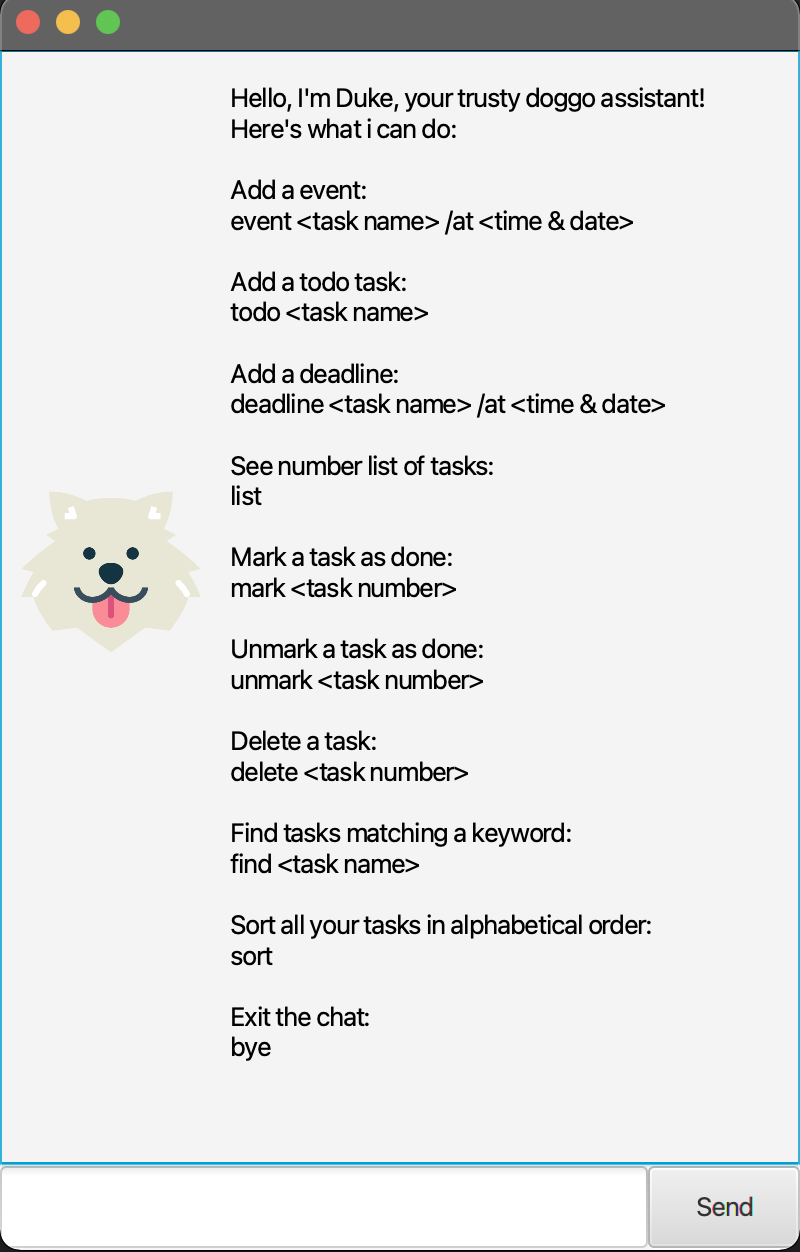 Hello, I'm Duke, your trusty doggo assistant!
Here's what i can do:
Add a event:
event <task name> /at <time & date>
Add a todo task:
todo <task name>
Add a deadline:
deadline <task name> /at <time & date>
See number list of tasks:
list
Mark a task as done:
mark <task number>
Unmark a task as done:
unmark <task number>
Delete a task:
delete <task number>
Find tasks matching a keyword:
find <task name>
Sort all your tasks in alphabetical order:
sort
Exit the chat:
bye
Send